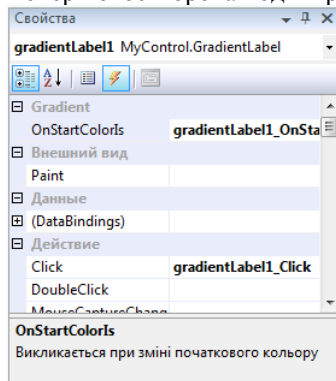 Свойства
gradientLabel1 MyControl.GradientLabel
Gradient
OnStartColorIs gradientLabel1_OnSta
Внешний вид
Paint
Данные
(DataBindings)
Действие
Click gradientLabel1_Click
DoubleClick
MouseCaptureChang
OnStartColorIs
Викликається при зміні початкового кольору